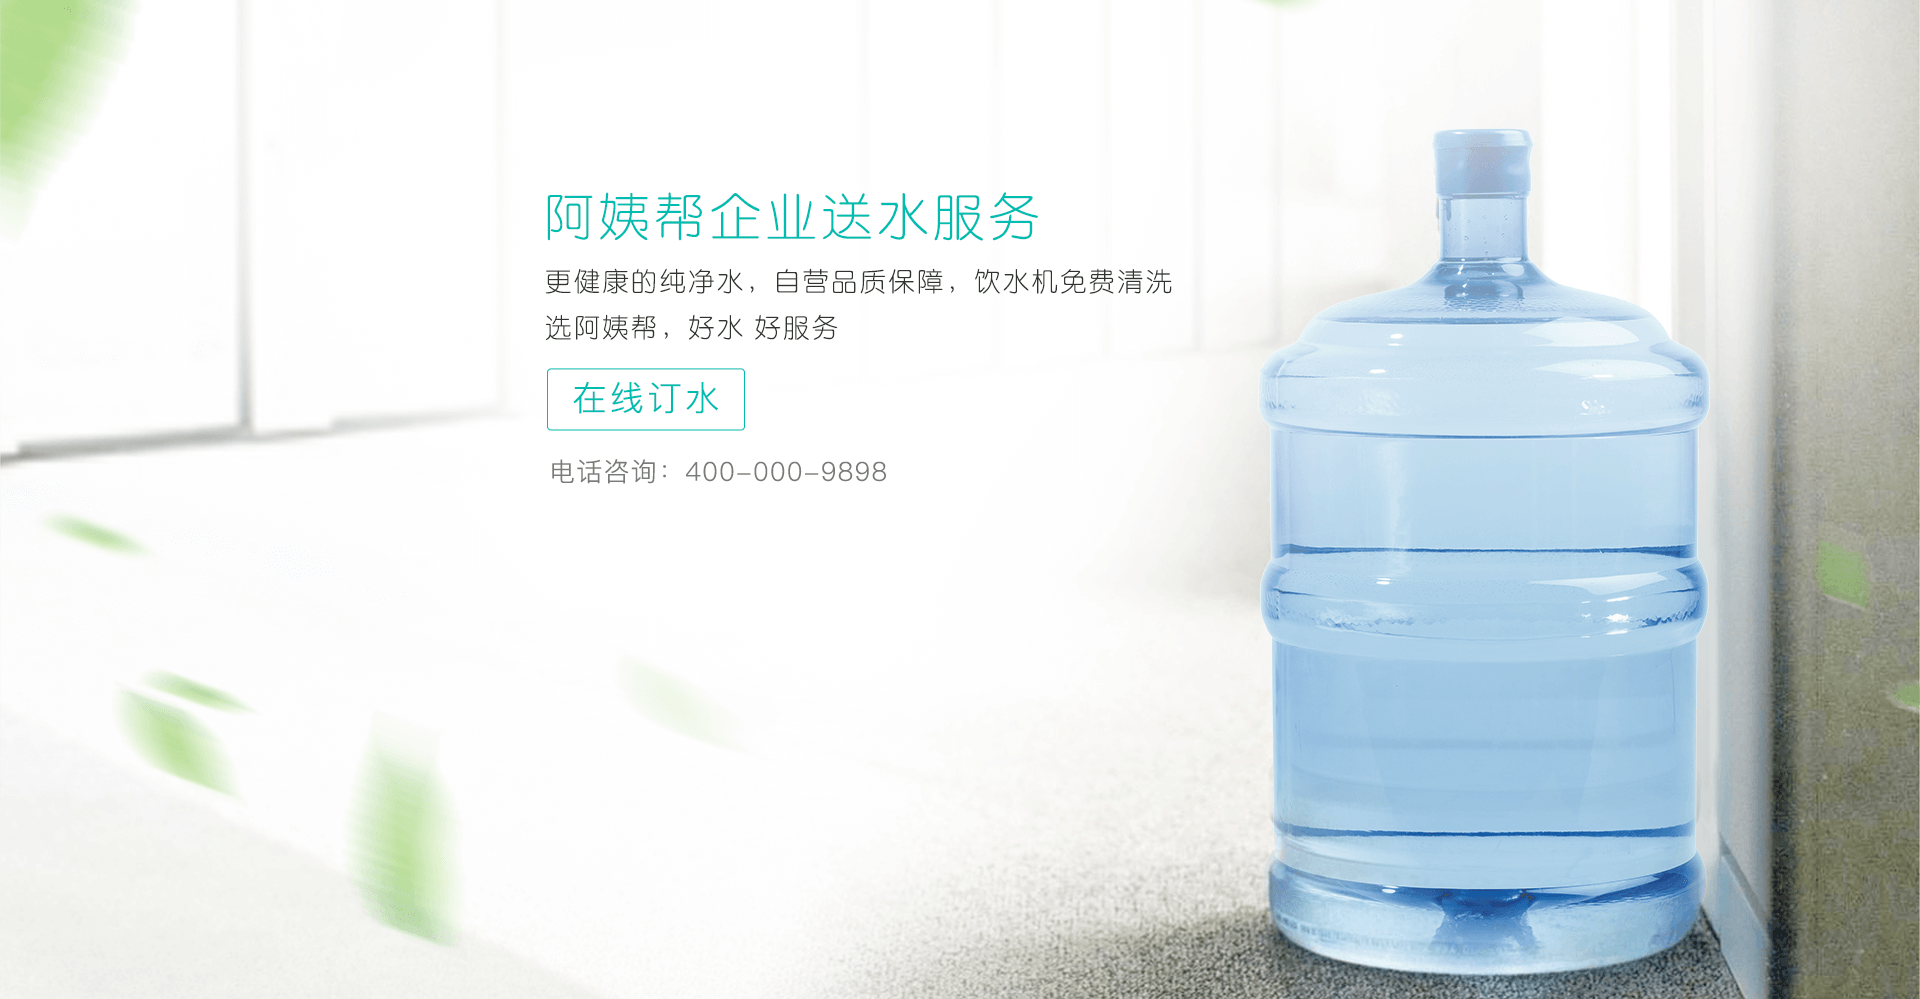 阿姨帮企业送水服务
更健康的纯净水，自营品质保障，饮水机免费清洗
选阿姨帮，好水 好服务
在线订水
电话咨询：400-000-9898